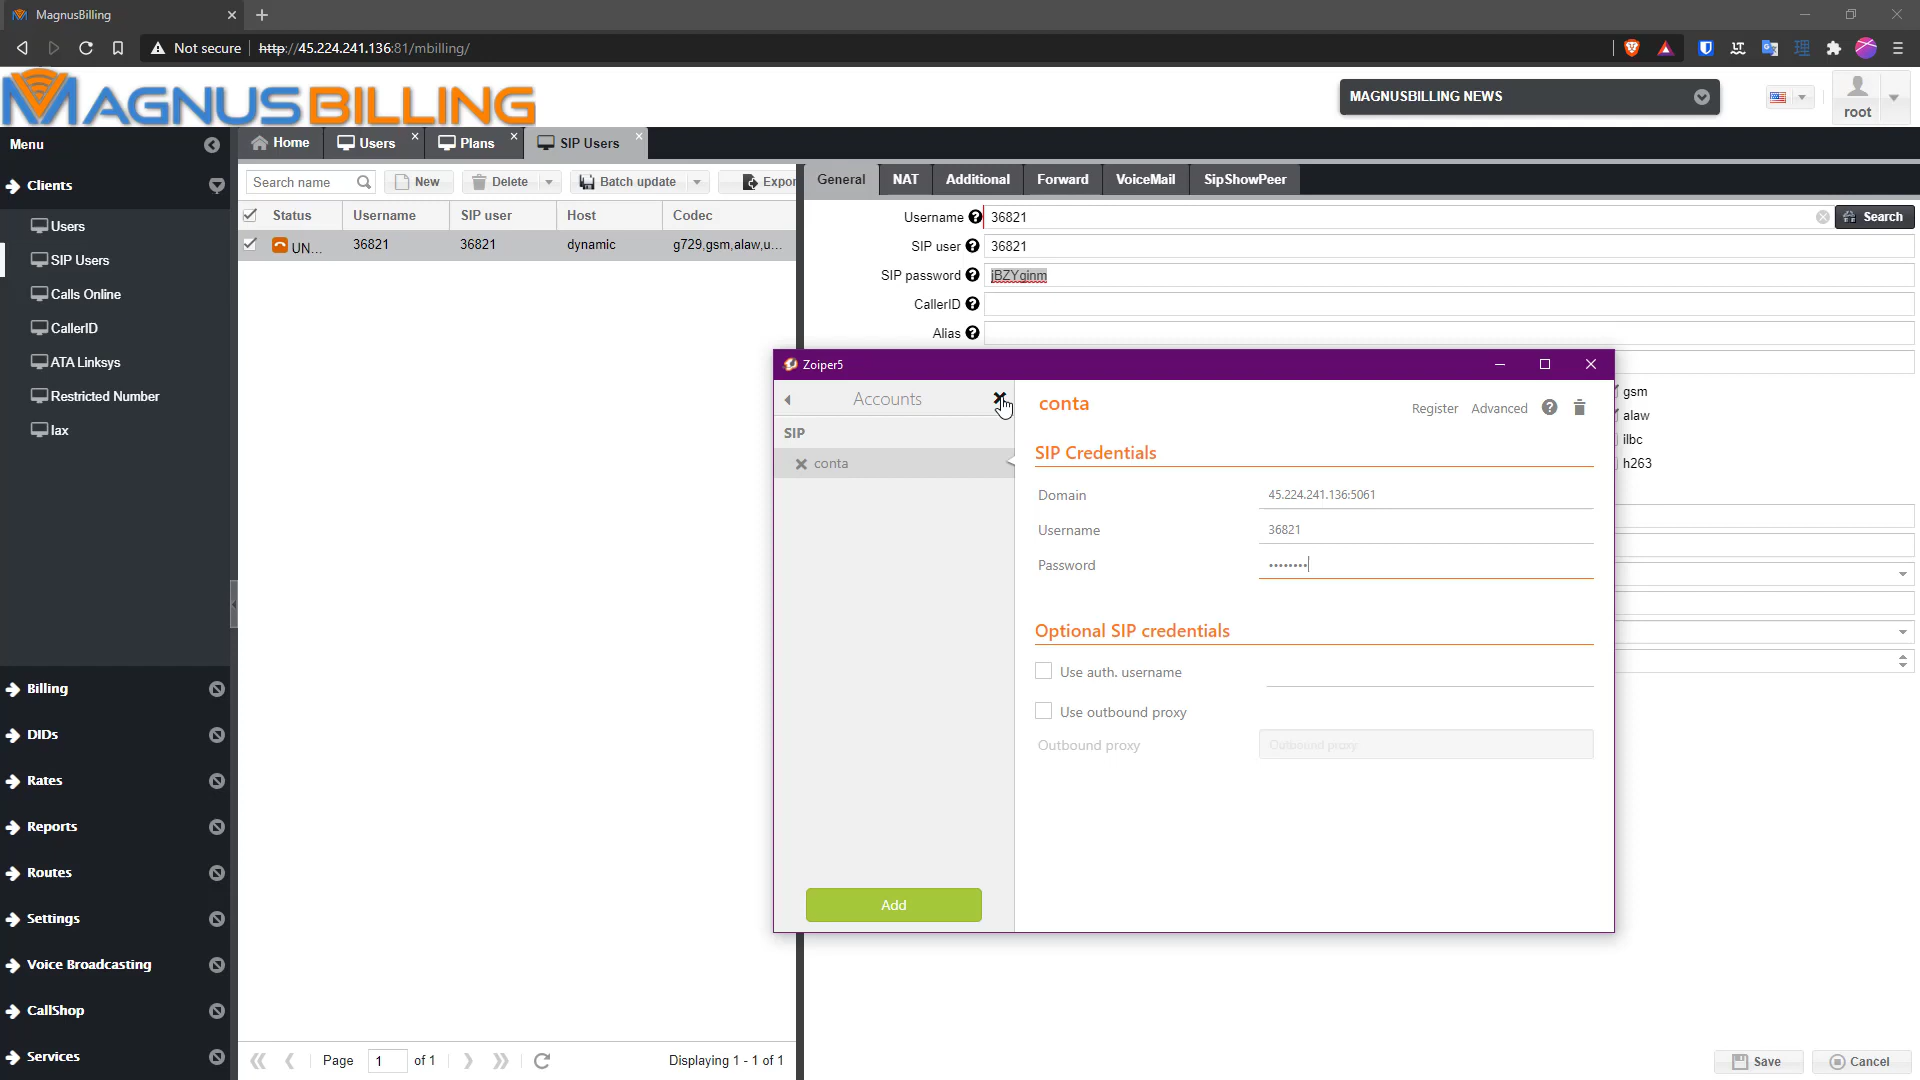 MagnusBilling
Not secure http://45.224.241.136:81/mbilling/
MAGNUSBILLING
MAGNUSBILLING NEWS
root
Menu
Home
Users
Plans
SIP Users
Clients
Users
SIP Users
Calls Online
CallerID
ATA Linksys
Restricted Number
Iax
Billing
DIDs
Rates
Reports
Routes
Settings
Voice Broadcasting
CallShop
Services
Search name
New
Delete
Batch update
Expor
Status Username SIP user Host Codec
UN... 36821 36821 dynamic g729,gsm,alaw,u...
Page 1 of 1
Displaying 1 - 1 of 1
General NAT Additional Forward VoiceMail SipShowPeer
Username 36821 Search
SIP user 36821
SIP password jBZYginm
CallerID
Alias
gsm
alaw
ilbc
h263
Save
Cancel
Zoiper5
Accounts
SIP
conta
Add
conta
Register Advanced
SIP Credentials
Domain 45.224.241.136:5061
Username 36821
Password ••••••••
Optional SIP credentials
Use auth. username
Use outbound proxy
Outbound proxy Outbound proxy